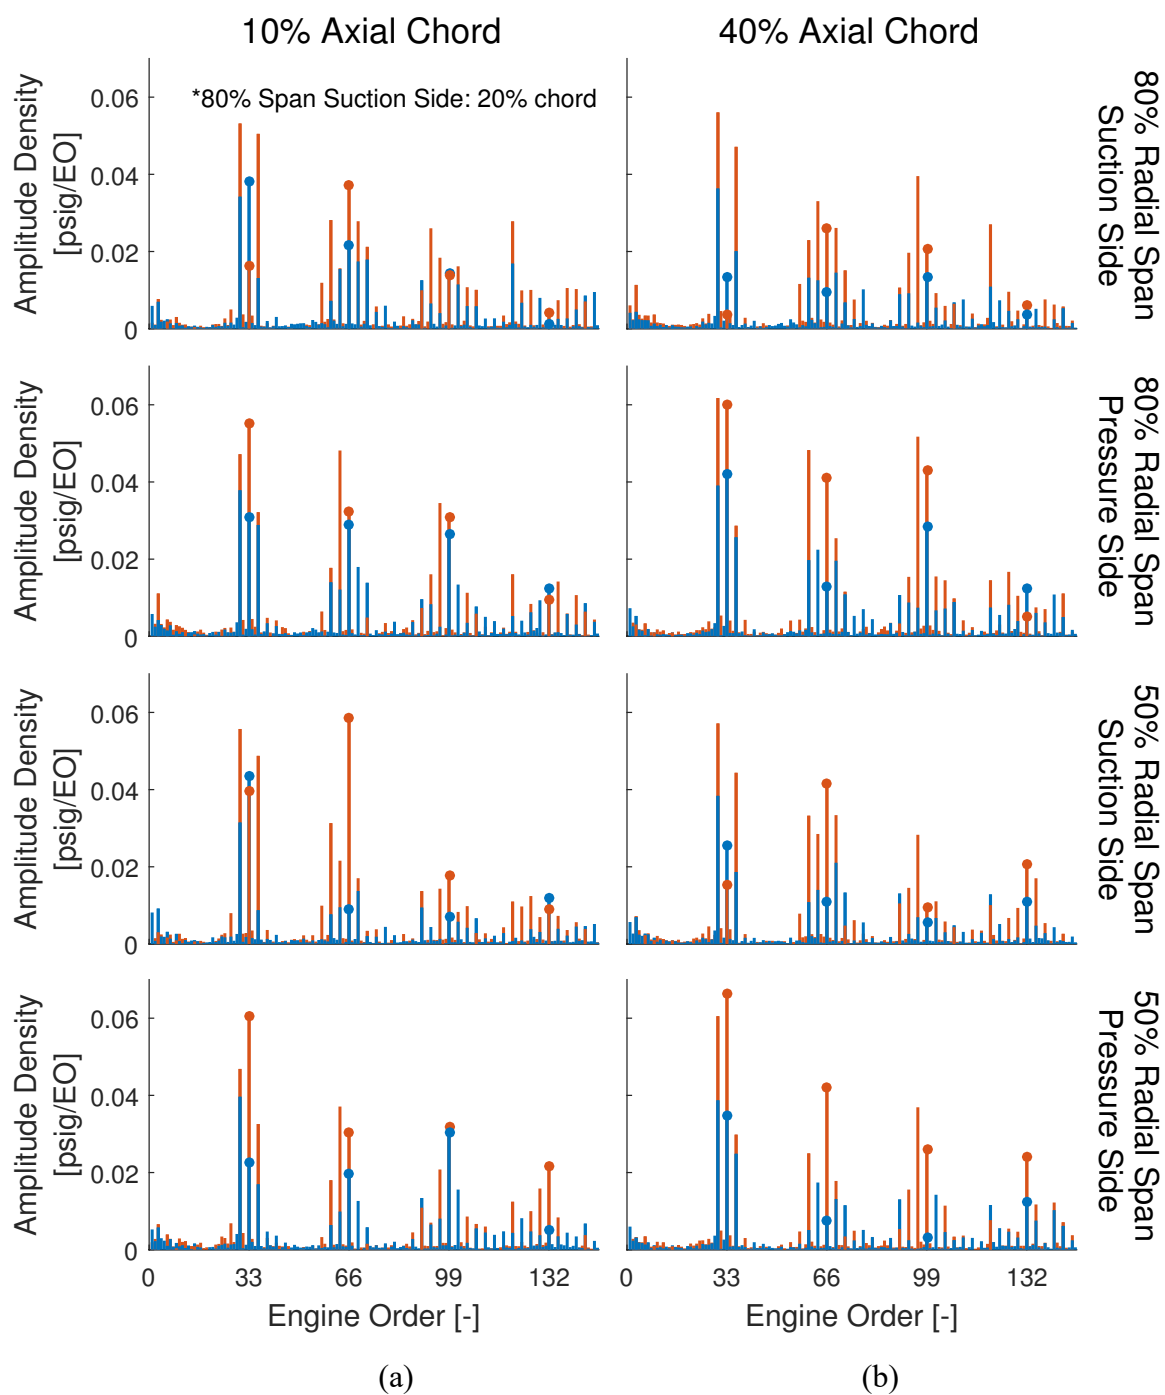 10% Axial Chord
40% Axial Chord
Amplitude Density
[psig/EO]
0.06
0.04
0.02
0
*80% Span Suction Side: 20% chord
80% Radial Span
Suction Side
Amplitude Density
[psig/EO]
0.06
0.04
0.02
0
80% Radial Span
Pressure Side
Amplitude Density
[psig/EO]
0.06
0.04
0.02
0
50% Radial Span
Suction Side
Amplitude Density
[psig/EO]
0.06
0.04
0.02
0
50% Radial Span
Pressure Side
0 33 66 99 132
0 33 66 99 132
Engine Order [-]
Engine Order [-]
(a)
(b)